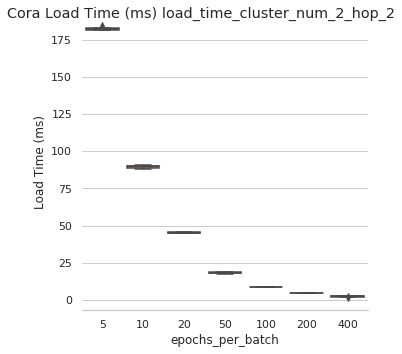 Cora Load Time (ms) load_time_cluster_num_2_hop_2
175
150
125
100
75
50
25
0
Load Time (ms)
5 10 20 50 100 200 400
epochs_per_batch